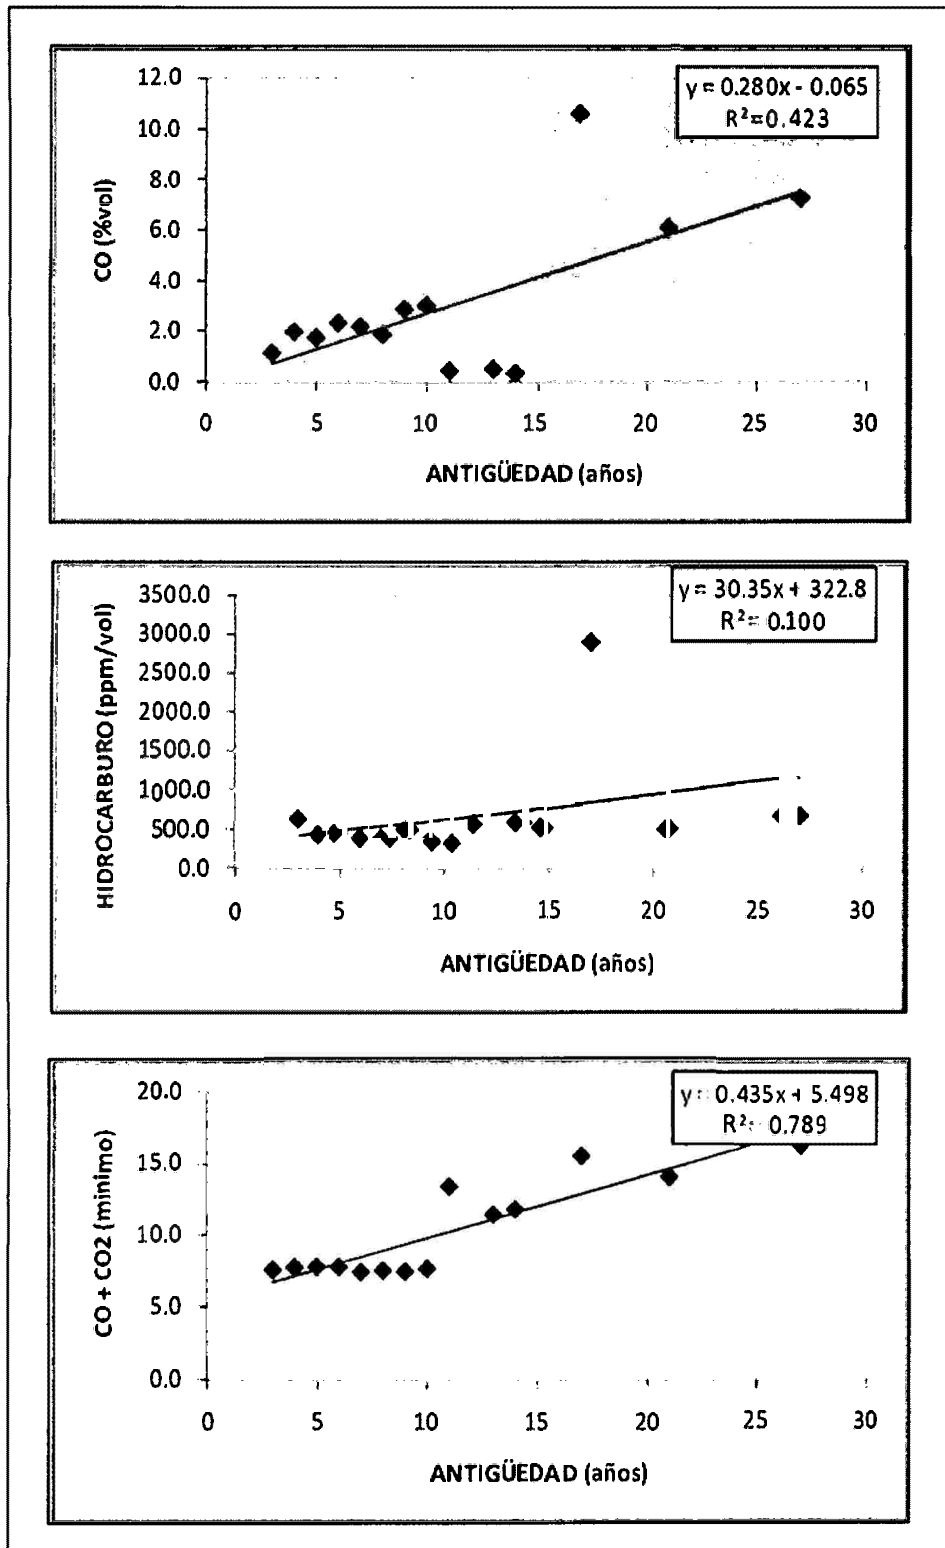 y = 0.280x - 0.065
R²=0.423
12.0
10.0
8.0
6.0
4.0
2.0
0.0
CO (%vol)
0 5 10 15 20 25 30
ANTIGÜEDAD (años)
y = 30.35x + 322.8
R²= 0.100
3500.0
3000.0
2500.0
2000.0
1500.0
1000.0
500.0
0.0
HIDROCARBURO (ppm/vol)
0 5 10 15 20 25 30
ANTIGÜEDAD (años)
y = 0.435x + 5.498
R²= 0.789
20.0
15.0
10.0
5.0
0.0
CO + CO2 (minimo)
0 5 10 15 20 25 30
ANTIGÜEDAD (años)